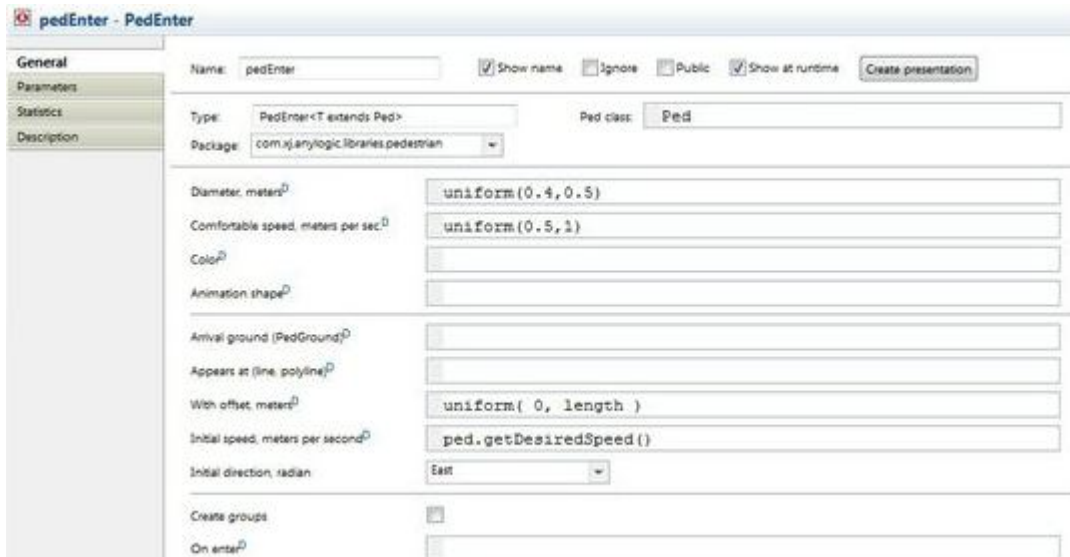 pedEnter - PedEnter
General
Parameters
Statistics
Description
Name: pedEnter Show name Ignore Public Show at runtime Create presentation
Type: PedEnter<T extends Ped> Ped class: Ped
Package: com.xj.anylogic.libraries.pedestrian
Diameter, meters D uniform(0.4,0.5)
Comfortable speed, meters per sec D uniform(0.5,1)
Color D
Animation shape D
Arrival ground (PedGround) D
Appears at (line, polyline) D
With offset, meters D uniform( 0, length )
Initial speed, meters per second D ped.getDesiredSpeed()
Initial direction, radian East
Create groups
On enter D